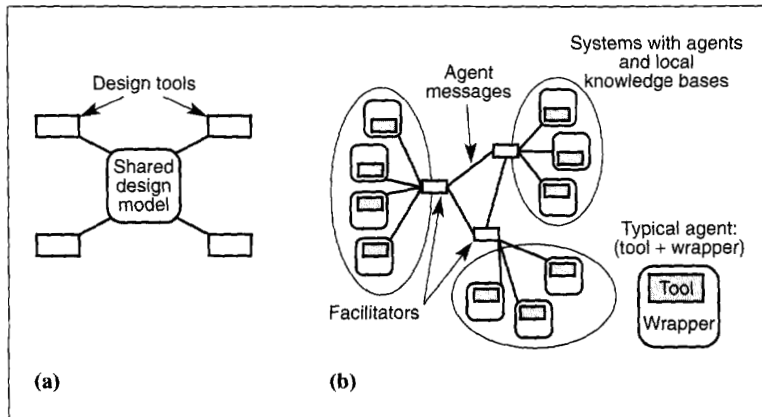 Design tools
Shared
design
model
(a)
Agent
messages
Systems with agents
and local
knowledge bases
Facilitators
Typical agent:
(tool + wrapper)
Tool
Wrapper
(b)